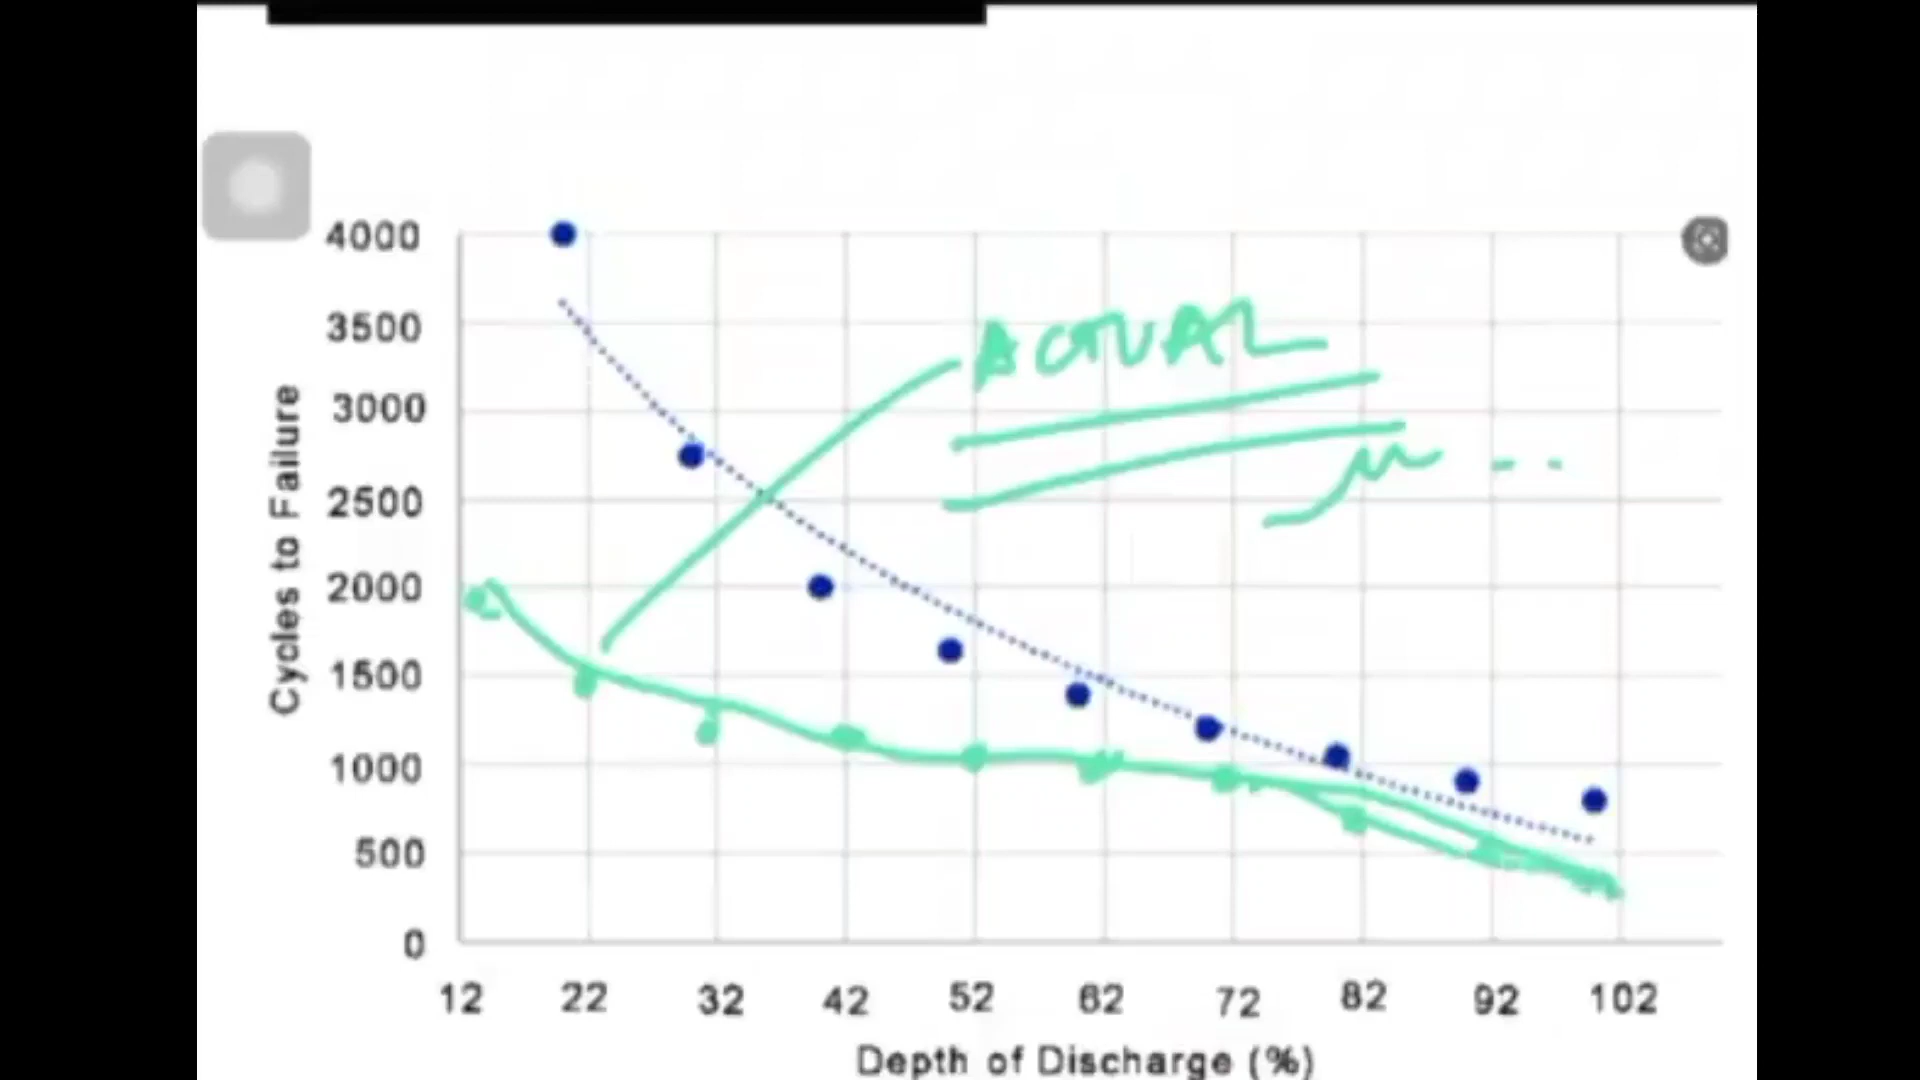 4000
3500
3000
2500
2000
1500
1000
500
0
Cycles to Failure
ACTUAL
12 22 32 42 52 62 72 82 92 102
Depth of Discharge (%)